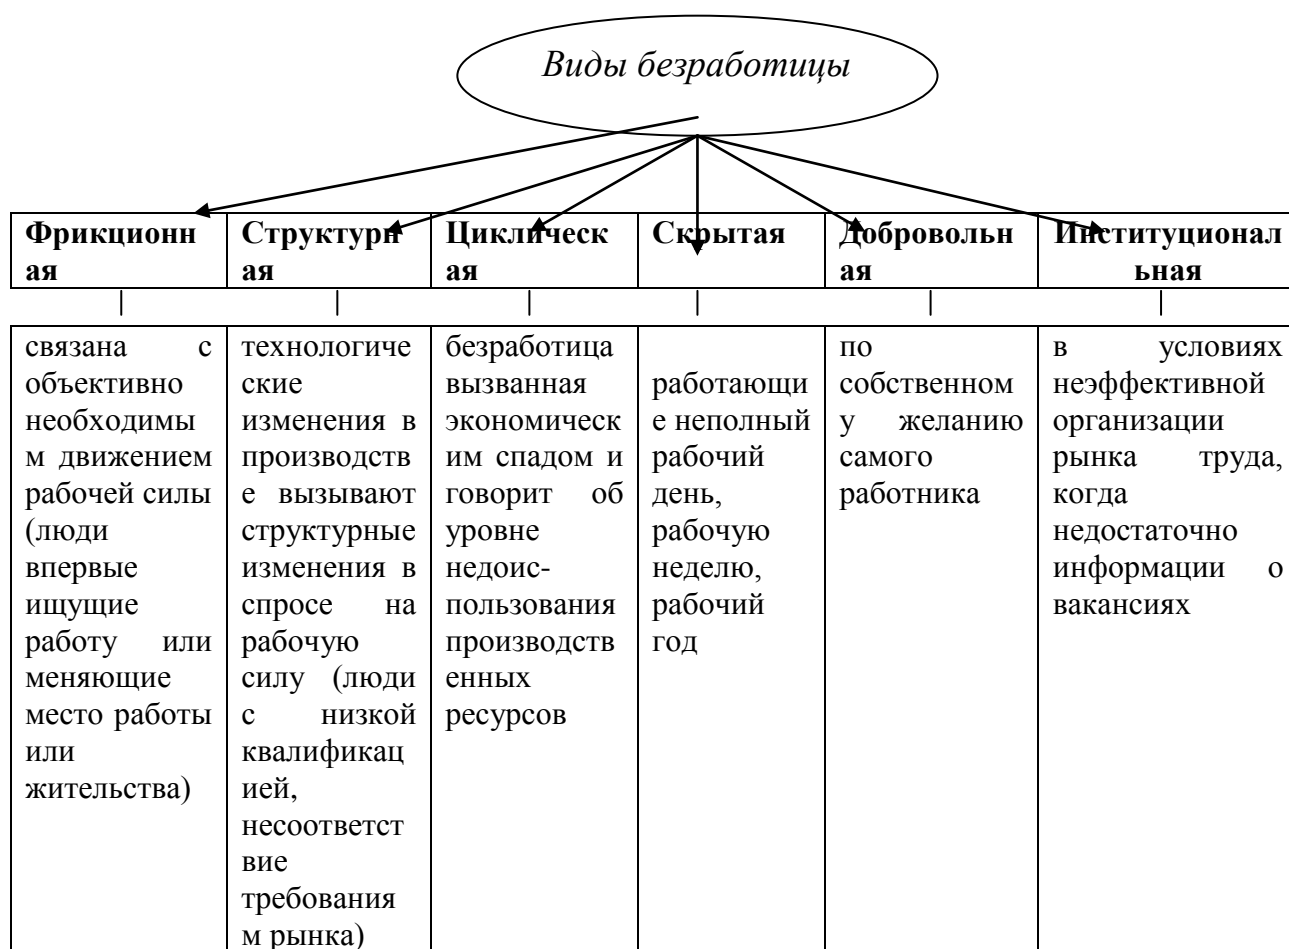 Виды безработицы
Фрикционн
ая
Структурн
ая
Циклическ
ая
Скрытая
Добровольн
ая
Институционал
ьная
связана с
объективно
необходимы
м движением
рабочей силы
(люди
впервые
ищущие
работу или
меняющие
место работы
или
жительства)
технологиче
ские
изменения в
производств
е вызывают
структурные
изменения в
спросе на
рабочую
силу (люди
с низкой
квалификац
ией,
несоответст
вие
требования
м рынка)
безработица
вызванная
экономическ
им спадом и
говорит об
уровне
недоис-
пользования
производств
енных
ресурсов
работающи
е неполный
рабочий
день,
рабочую
неделю,
рабочий
год
по
собственном
у желанию
самого
работника
в условиях
неэффективной
организации
рынка труда,
когда
недостаточно
информации о
вакансиях